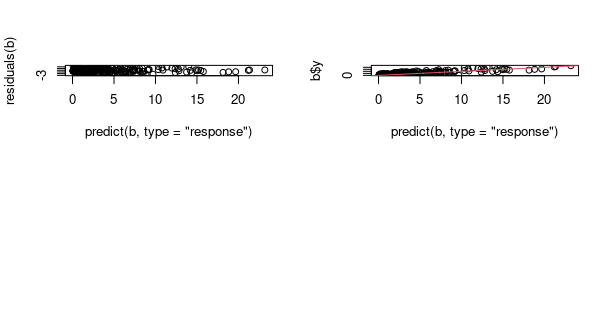 residuals(b)
-3
0 5 10 15 20
predict(b, type = "response")
b$y
0
0 5 10 15 20
predict(b, type = "response")